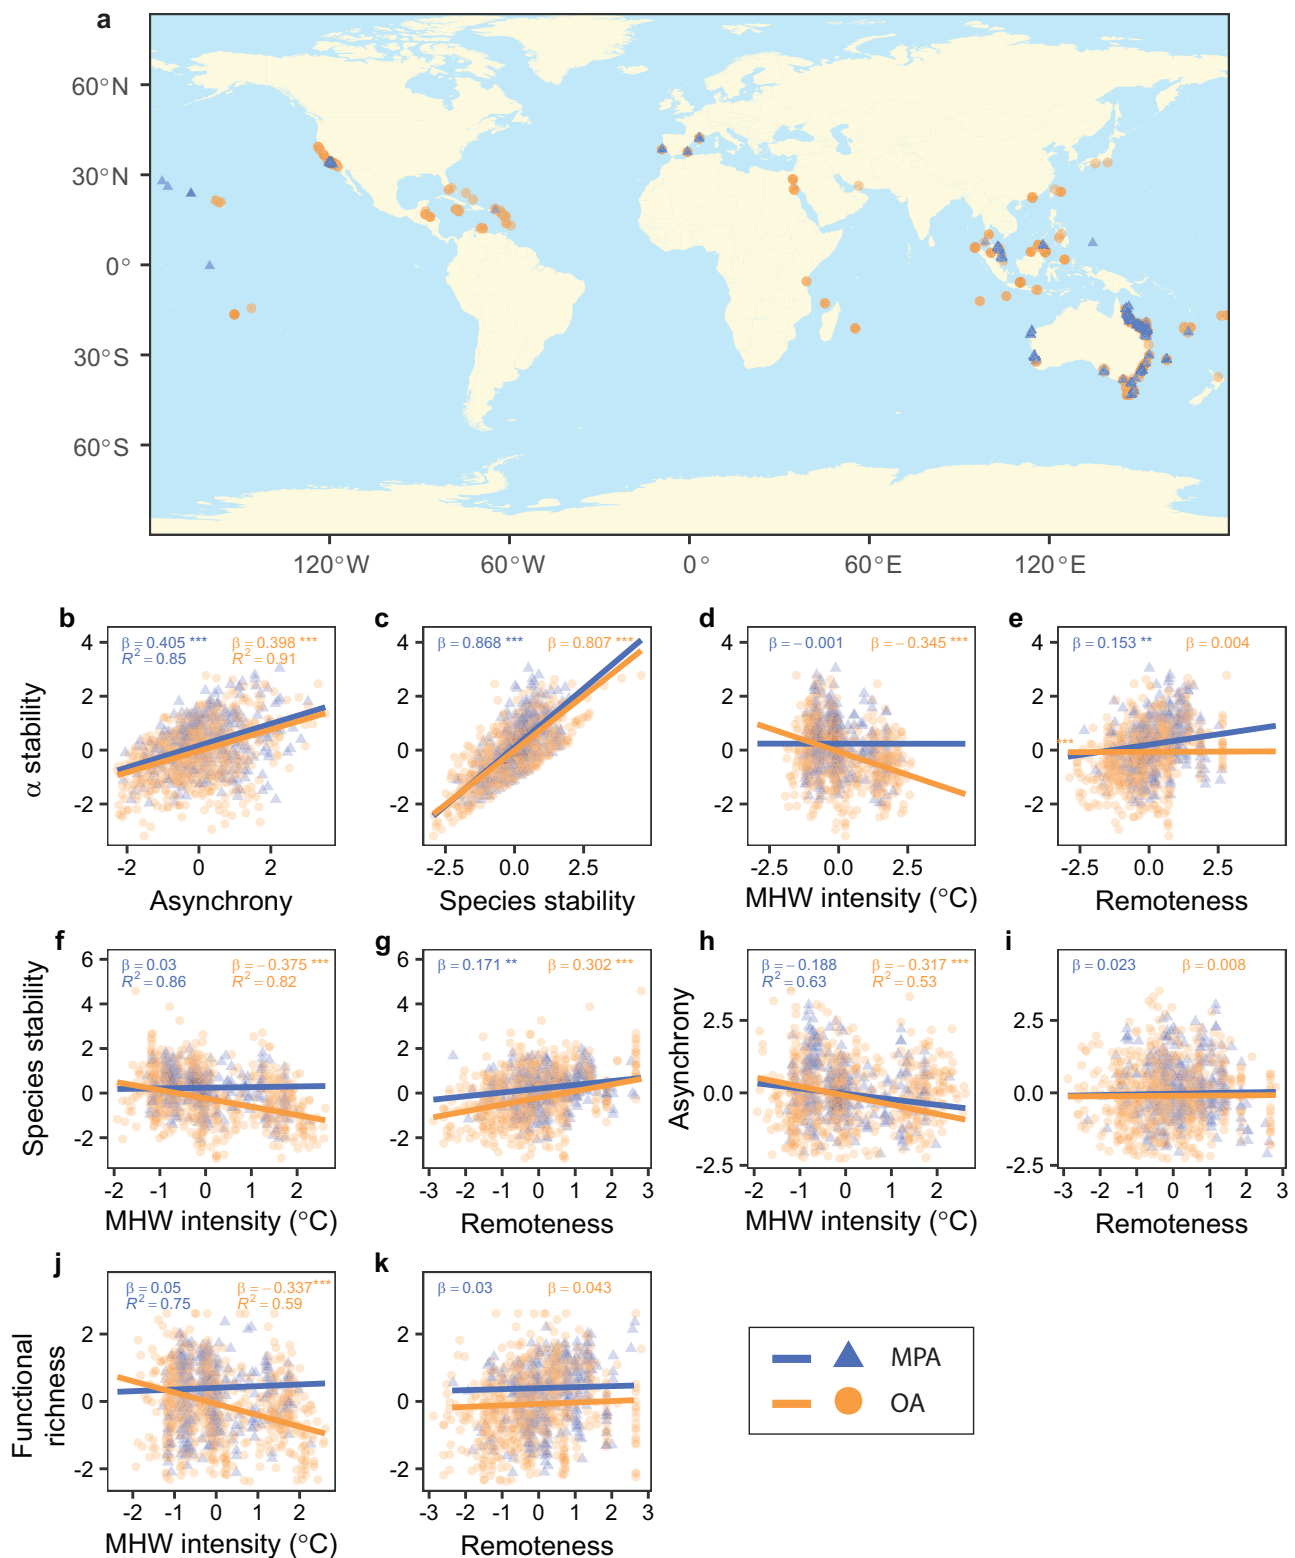 a
60°N
30°N
0°
30°S
60°S
120°W 60°W 0° 60°E 120°E
b
β = 0.405 *** β = 0.398 ***
R² = 0.85 R² = 0.91
α stability
4
2
0
-2
-2 0 2
Asynchrony
c
β = 0.868 *** β = 0.807 ***
-2.5 0.0 2.5
Species stability
d
β = − 0.001 β = − 0.345 ***
4
2
0
-2
-2.5 0.0 2.5
MHW intensity (°C)
e
β = 0.153 ** β = 0.004
***
4
2
0
-2
-2.5 0.0 2.5
Remoteness
f
β = 0.03 β = − 0.375 ***
R² = 0.86 R² = 0.82
Species stability
6
4
2
0
-2
-2 -1 0 1 2
MHW intensity (°C)
g
β = 0.171 ** β = 0.302 ***
6
4
2
0
-2
-3 -2 -1 0 1 2 3
Remoteness
h
β = − 0.188 β = − 0.317 ***
R² = 0.63 R² = 0.53
Asynchrony
2.5
0.0
-2.5
-2 -1 0 1 2
MHW intensity (°C)
i
β = 0.023 β = 0.008
2.5
0.0
-2.5
-3 -2 -1 0 1 2 3
Remoteness
j
β = 0.05 β = − 0.337 ***
R² = 0.75 R² = 0.59
Functional
richness
2
0
-2
-2 -1 0 1 2
MHW intensity (°C)
k
β = 0.03 β = 0.043
2
0
-2
-3 -2 -1 0 1 2 3
Remoteness
MPA
OA